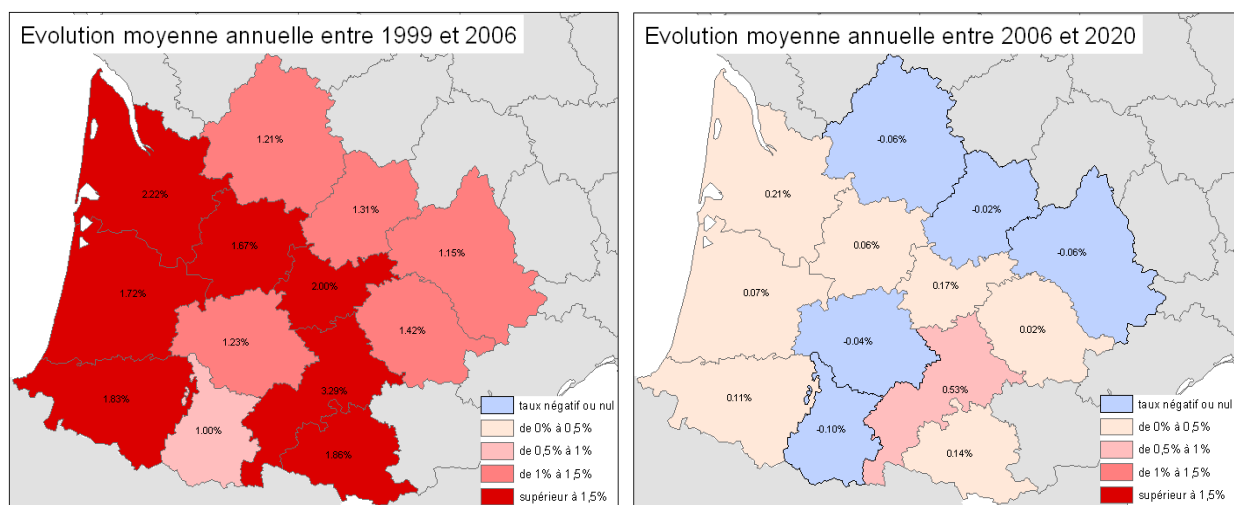 Evolution moyenne annuelle entre 1999 et 2006
1.21%
2.22%
1.31%
1.57%
1.15%
1.72%
2.00%
1.42%
1.23%
3.29%
1.83%
1.00%
1.86%
taux négatif ou nul
de 0% à 0,5%
de 0,5% à 1%
de 1% à 1,5%
supérieur à 1,5%
Evolution moyenne annuelle entre 2006 et 2020
-0.06%
0.21%
-0.02%
0.06%
-0.06%
0.07%
0.17%
0.02%
-0.04%
0.53%
0.11%
-0.10%
0.14%
taux négatif ou nul
de 0% à 0,5%
de 0,5% à 1%
de 1% à 1,5%
supérieur à 1,5%